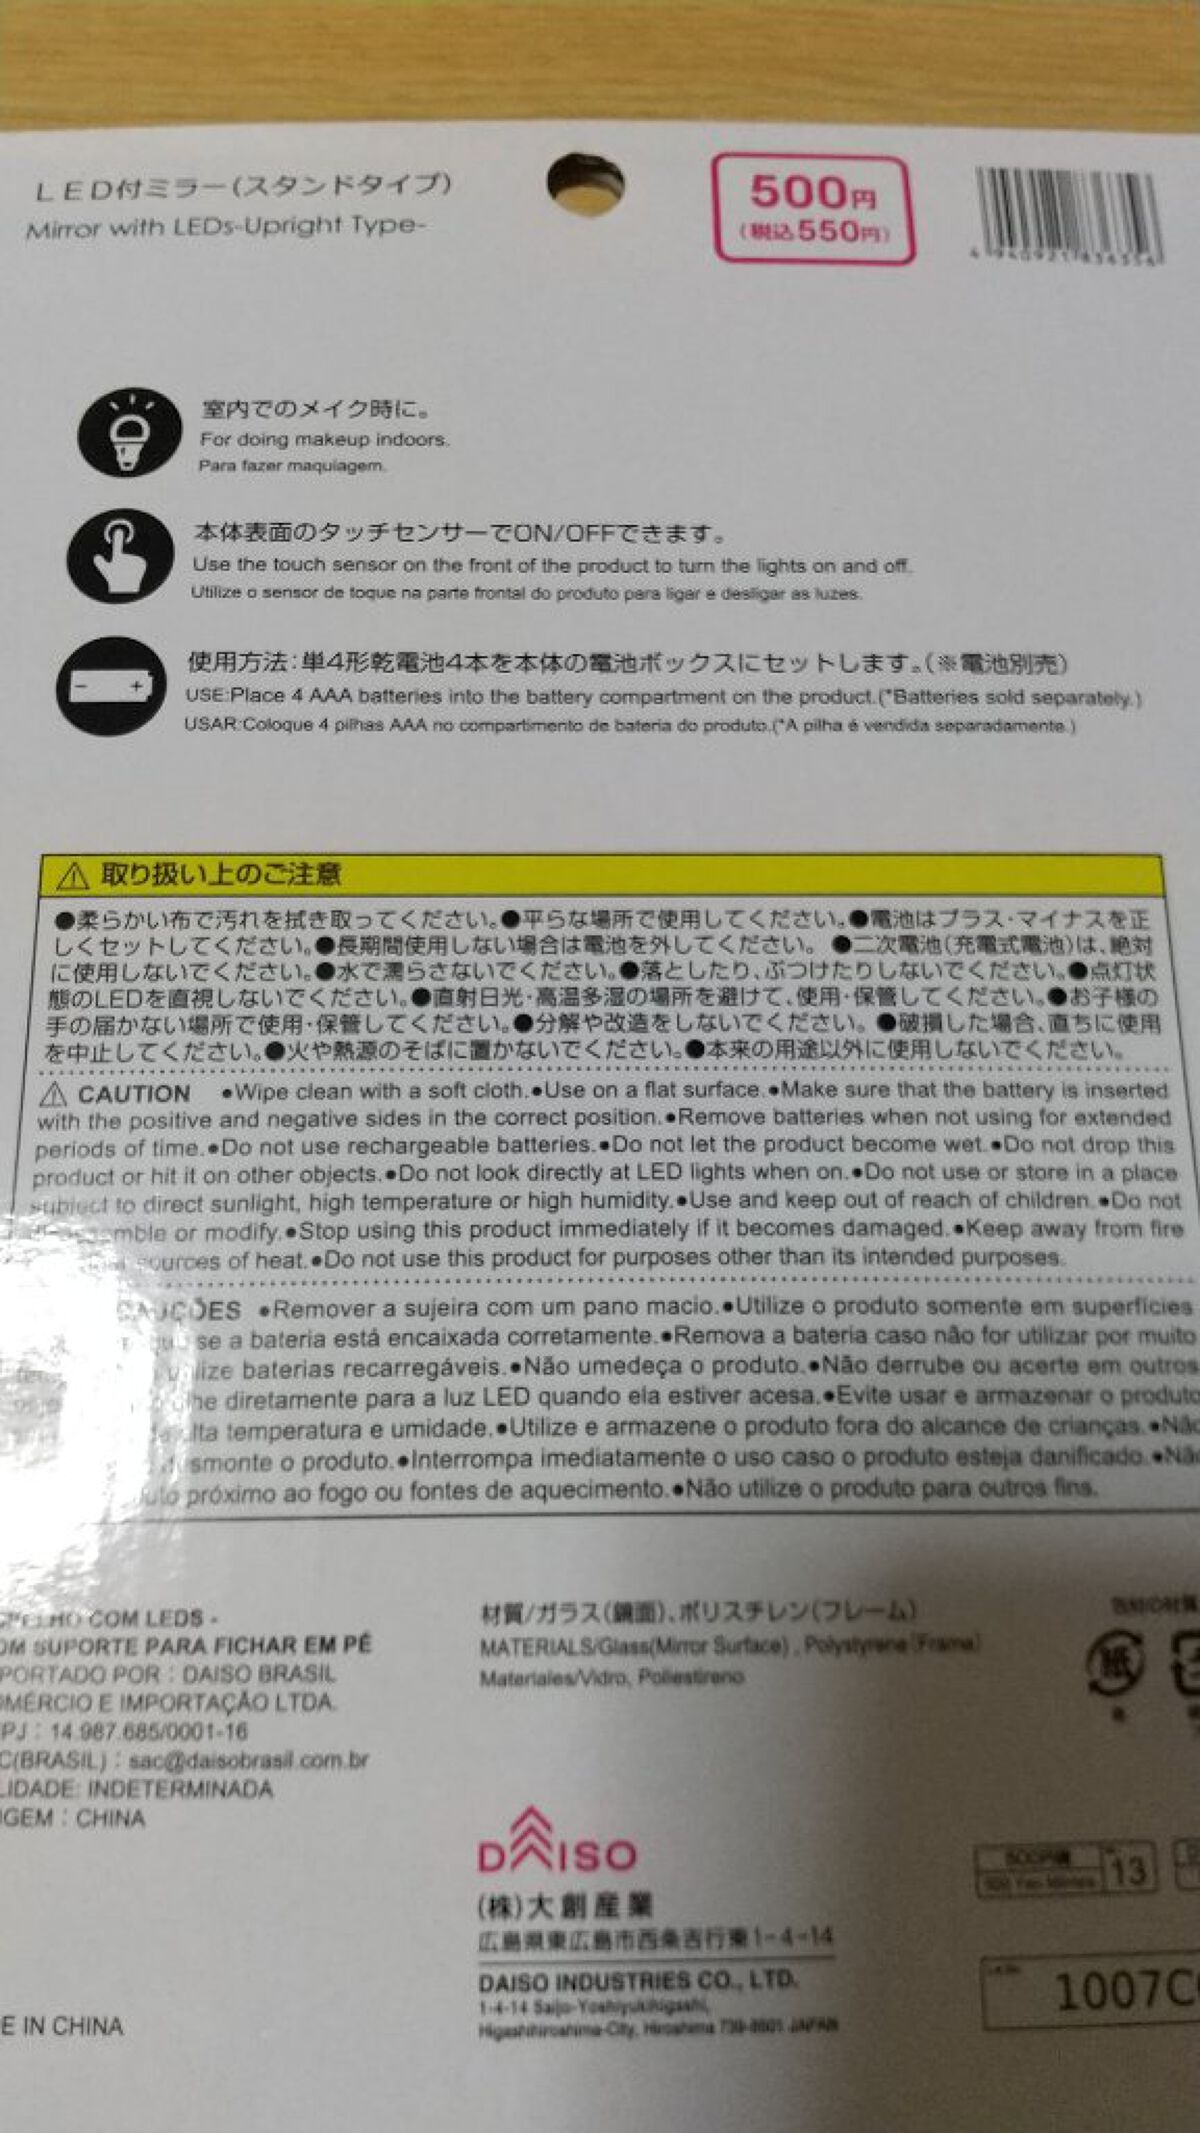 LED付ミラー(スタンドタイプ)
Mirror with LEDs-Upright Type-
500円
(税込550円)
室内でのメイク時に。
For doing makeup indoors.
Para fazer maquiagem.
本体表面のタッチセンサーでON/OFFできます。
Use the touch sensor on the front of the product to turn the lights on and off.
Utilize o sensor de toque na parte frontal do produto para ligar e desligar as luzes.
使用方法:単4形乾電池4本を本体の電池ボックスにセットします。(※電池別売)
USE:Place 4 AAA batteries into the battery compartment on the product.(*Batteries sold separately.)
USAR:Coloque 4 pilhas AAA no compartimento de bateria do produto.(*A pilha é vendida separadamente.)
⚠ 取り扱い上のご注意
●柔らかい布で汚れを拭き取ってください。●平らな場所で使用してください。●電池はプラス・マイナスを正
しくセットしてください。●長期間使用しない場合は電池を外してください。 ●二次電池(充電式電池)は、絶対
に使用しないでください。●水で濡らさないでください。●落としたり、ぶつけたりしないでください。●点灯状
態のLEDを直視しないでください。●直射日光・高温多湿の場所を避けて、使用・保管してください。●お子様の
手の届かない場所で使用・保管してください。●分解や改造をしないでください。 ●破損した場合、直ちに使用
を中止してください。●火や熱源のそばに置かないでください。●本来の用途以外に使用しないでください。
⚠ CAUTION ●Wipe clean with a soft cloth.●Use on a flat surface.●Make sure that the battery is inserted
with the positive and negative sides in the correct position.●Remove batteries when not using for extended
periods of time.●Do not use rechargeable batteries.●Do not let the product become wet.●Do not drop this
product or hit it on other objects.●Do not look directly at LED lights when on.●Do not use or store in a place
subject to direct sunlight, high temperature or high humidity.●Use and keep out of reach of children.●Do not
or modify.●Stop using this product immediately if it becomes damaged.●Keep away from fire
sources of heat.●Do not use this product for purposes other than its intended purposes.
●Remover a sujeira com um pano macio.●Utilize o produto somente em superfícies
se a bateria está encaixada corretamente.●Remova a bateria caso não for utilizar por muito
baterias recarregáveis.●Não umedeça o produto.●Não derrube ou acerte em outros
diretamente para a luz LED quando ela estiver acesa.●Evite usar e armazenar o produto
temperatura e umidade.●Utilize e armazene o produto fora do alcance de crianças.
o produto.●Interrompa imediatamente o uso caso o produto esteja danificado.
próximo ao fogo ou fontes de aquecimento.●Não utilize o produto para outros fins.
COM LEDS -
OM SUPORTE PARA FICHAR EM PÉ
PORTADO POR : DAISO BRASIL
OMÉRCIO E IMPORTAÇÃO LTDA.
PJ : 14.987.685/0001-16
C(BRASIL) : sac@daisobrasil.com.br
LIDADE: INDETERMINADA
IGEM : CHINA
E IN CHINA
材質/ガラス(鏡面)、ポリスチレン(フレーム)
MATERIALS/Glass(Mirror Surface) , Polystyrene(Frame)
Materiales/Vidro, Poliestireno
紙
DAISO
(株)大創産業
広島県東広島市西条吉行東1-4-14
DAISO INDUSTRIES CO., LTD.
1-4-14 Saijo-Yoshiyukihigashi,
Higashihiroshima-City, Hiroshima 739-8501 JAPAN
13
1007C